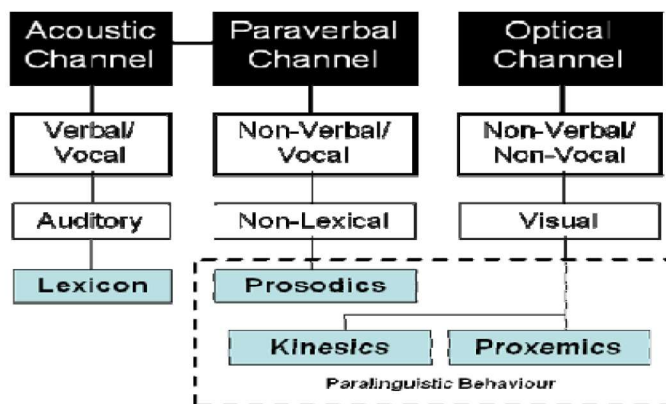 Acoustic
Channel
Paraverbal
Channel
Optical
Channel
Verbal/
Vocal
Non-Verbal/
Vocal
Non-Verbal/
Non-Vocal
Auditory
Non-Lexical
Visual
Lexicon
Prosodics
Kinesics
Proxemics
Paralinguistic Behaviour